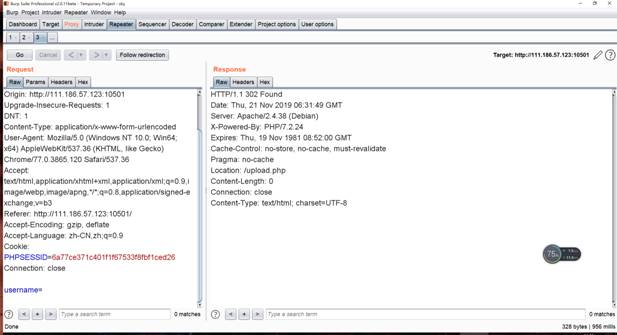 Burp Suite Professional v2.0.11beta - Temporary Project - sky
Burp Project Intruder Repeater Window Help
Dashboard Target Proxy Intruder Repeater Sequencer Decoder Comparer Extender Project options User options
1 2 3 ...
Go Cancel < > Follow redirection Target: http://111.186.57.123:10501
Request
Raw Params Headers Hex
Origin: http://111.186.57.123:10501
Upgrade-Insecure-Requests: 1
DNT: 1
Content-Type: application/x-www-form-urlencoded
User-Agent: Mozilla/5.0 (Windows NT 10.0; Win64;
x64) AppleWebKit/537.36 (KHTML, like Gecko)
Chrome/77.0.3865.120 Safari/537.36
Accept:
text/html,application/xhtml+xml,application/xml;q=0.9,i
mage/webp,image/apng,*/*;q=0.8,application/signed-e
xchange;v=b3
Referer: http://111.186.57.123:10501/
Accept-Encoding: gzip, deflate
Accept-Language: zh-CN,zh;q=0.9
Cookie:
PHPSESSID=6a77ce371c401f1f67533f8fbf1ced26
Connection: close
username=
? < + > Type a search term 0 matches
Response
Raw Headers Hex
HTTP/1.1 302 Found
Date: Thu, 21 Nov 2019 06:31:49 GMT
Server: Apache/2.4.38 (Debian)
X-Powered-By: PHP/7.2.24
Expires: Thu, 19 Nov 1981 08:52:00 GMT
Cache-Control: no-store, no-cache, must-revalidate
Pragma: no-cache
Location: /upload.php
Content-Length: 0
Connection: close
Content-Type: text/html; charset=UTF-8
75%
? < + > Type a search term 0 matches
Done 328 bytes | 956 millis